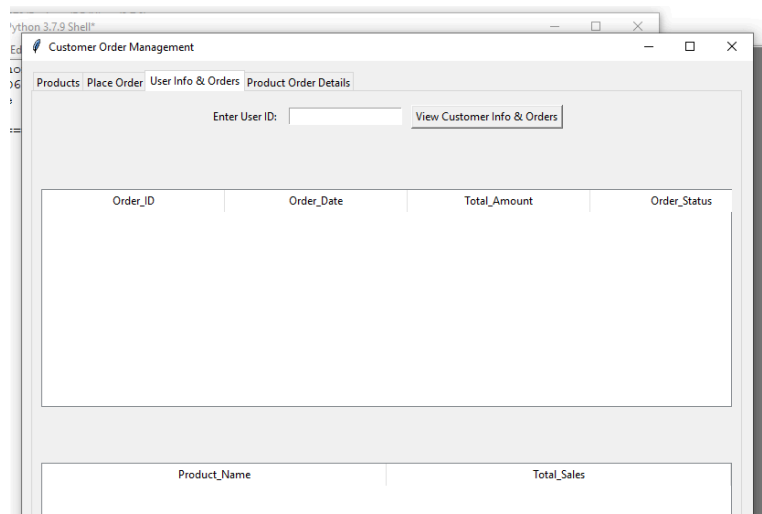 ython 3.7.9 Shell*
Ed
Customer Order Management
Products Place Order User Info & Orders Product Order Details
Enter User ID: View Customer Info & Orders
Order_ID Order_Date Total_Amount Order_Status
Product_Name Total_Sales